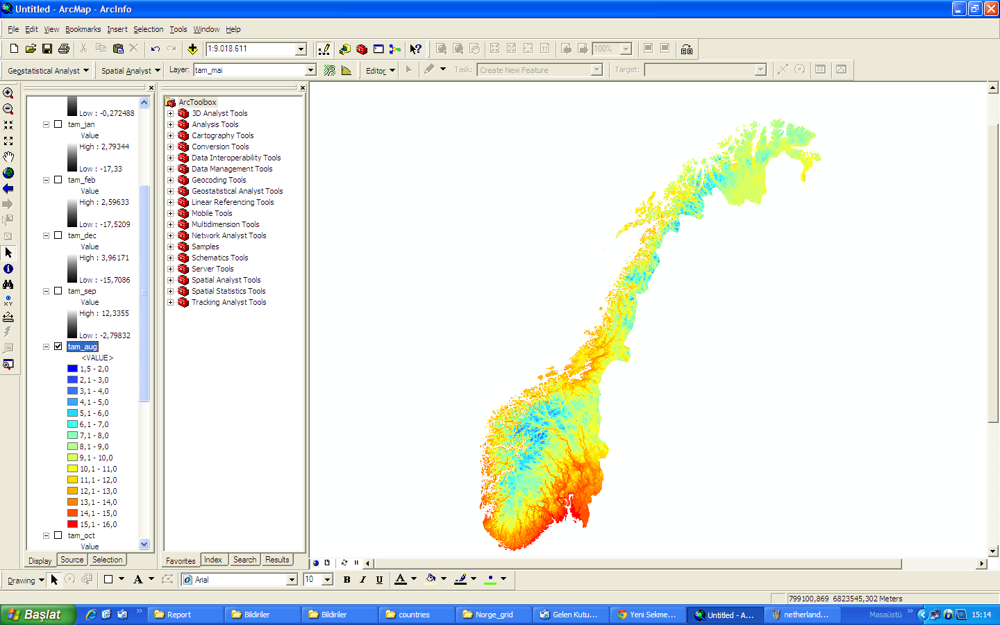 Untitled - ArcMap - ArcInfo
File Edit View Bookmarks Insert Selection Tools Window Help
1:9.018.611
100%
Geostatistical Analyst Spatial Analyst Layer: tam_mai Editor Task: Create New Feature Target:
Low : -0,272488
tam_jan
Value
High : 2,79344
Low : -17,33
tam_feb
Value
High : 2,59633
Low : -17,5209
tam_dec
Value
High : 3,96171
Low : -15,7086
tam_sep
Value
High : 12,3355
Low : -2,79832
tam_aug
<VALUE>
1,5 - 2,0
2,1 - 3,0
3,1 - 4,0
4,1 - 5,0
5,1 - 6,0
6,1 - 7,0
7,1 - 8,0
8,1 - 9,0
9,1 - 10,0
10,1 - 11,0
11,1 - 12,0
12,1 - 13,0
13,1 - 14,0
14,1 - 15,0
15,1 - 16,0
tam_oct
Value
Display Source Selection
ArcToolbox
3D Analyst Tools
Analysis Tools
Cartography Tools
Conversion Tools
Data Interoperability Tools
Data Management Tools
Geocoding Tools
Geostatistical Analyst Tools
Linear Referencing Tools
Mobile Tools
Multidimension Tools
Network Analyst Tools
Samples
Schematics Tools
Server Tools
Spatial Analyst Tools
Spatial Statistics Tools
Tracking Analyst Tools
Favorites Index Search Results
Drawing A Arial 10 B I U A
799100,869 6823545,302 Meters
Başlat Report Bildiriler Bildiriler countries Norge_grid Gelen Kutu... Yeni Sekme... Untitled - A... netherland... Masaüstü 15:14